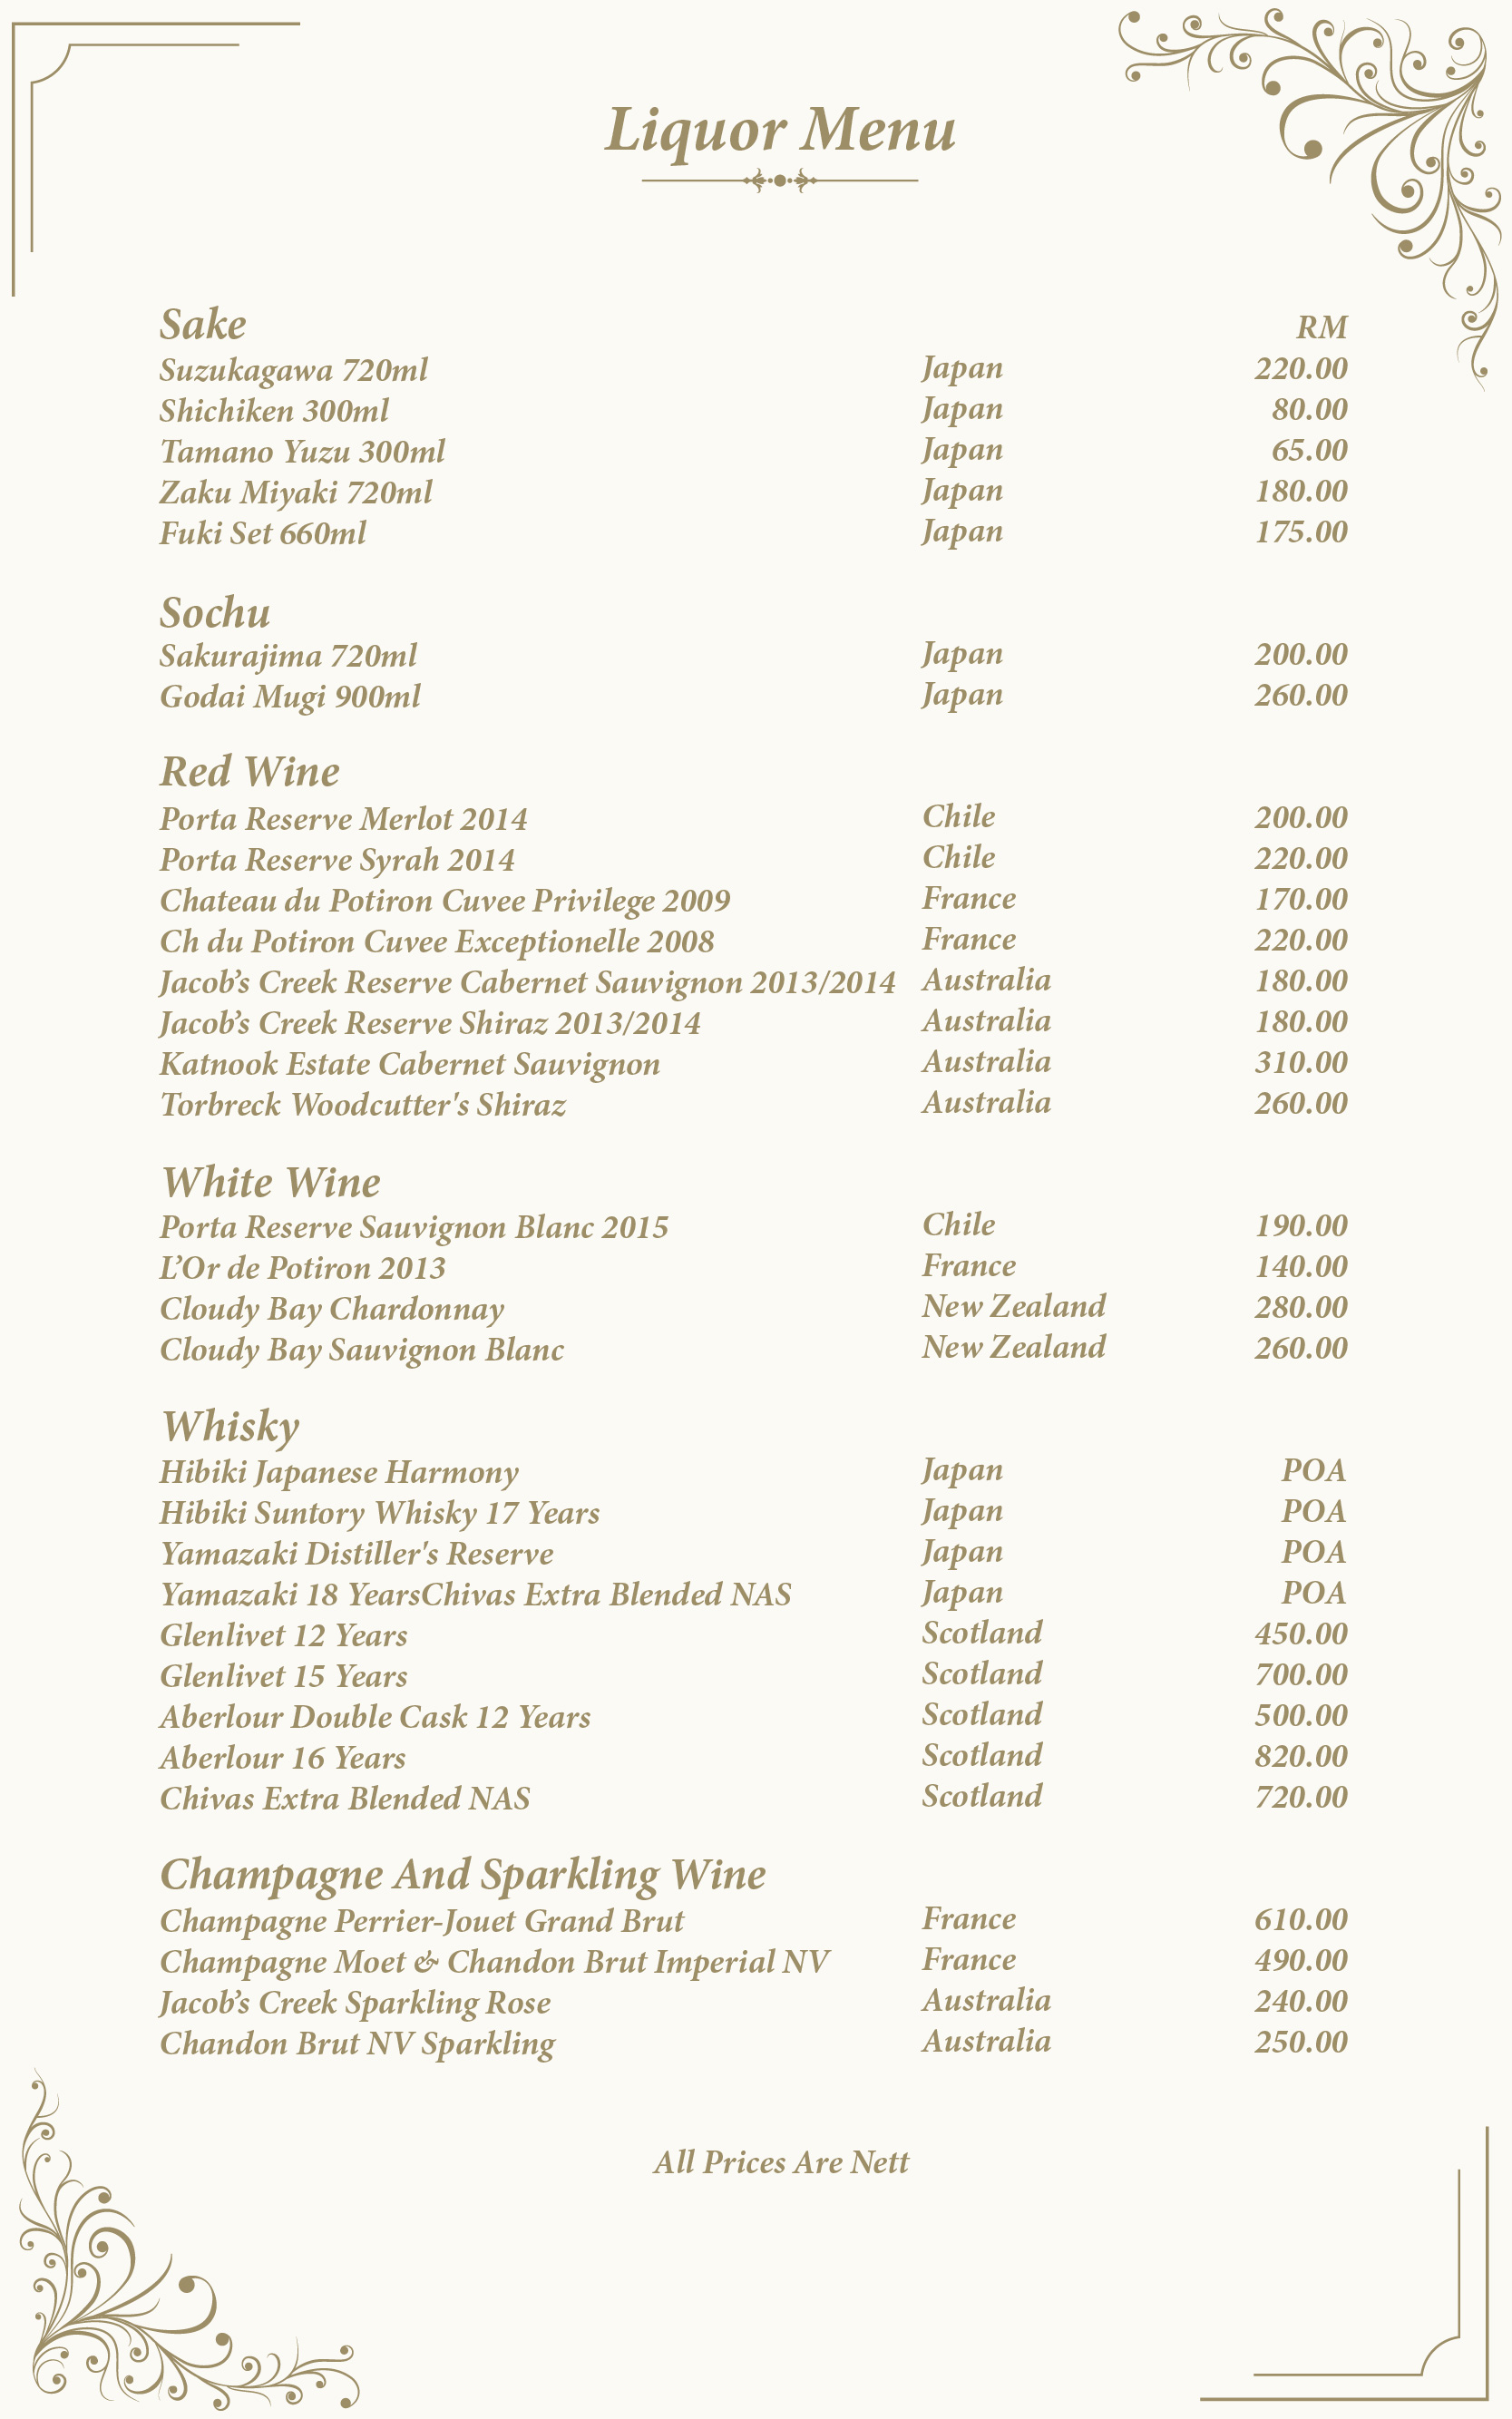 Liquor Menu
Sake RM
Suzukagawa 720ml Japan 220.00
Shichiken 300ml Japan 80.00
Tamano Yuzu 300ml Japan 65.00
Zaku Miyaki 720ml Japan 180.00
Fuki Set 660ml Japan 175.00
Sochu
Sakurajima 720ml Japan 200.00
Godai Mugi 900ml Japan 260.00
Red Wine
Porta Reserve Merlot 2014 Chile 200.00
Porta Reserve Syrah 2014 Chile 220.00
Chateau du Potiron Cuvee Privilege 2009 France 170.00
Ch du Potiron Cuvee Exceptionelle 2008 France 220.00
Jacob’s Creek Reserve Cabernet Sauvignon 2013/2014 Australia 180.00
Jacob’s Creek Reserve Shiraz 2013/2014 Australia 180.00
Katnook Estate Cabernet Sauvignon Australia 310.00
Torbreck Woodcutter's Shiraz Australia 260.00
White Wine
Porta Reserve Sauvignon Blanc 2015 Chile 190.00
L’Or de Potiron 2013 France 140.00
Cloudy Bay Chardonnay New Zealand 280.00
Cloudy Bay Sauvignon Blanc New Zealand 260.00
Whisky
Hibiki Japanese Harmony Japan POA
Hibiki Suntory Whisky 17 Years Japan POA
Yamazaki Distiller's Reserve Japan POA
Yamazaki 18 YearsChivas Extra Blended NAS Japan POA
Glenlivet 12 Years Scotland 450.00
Glenlivet 15 Years Scotland 700.00
Aberlour Double Cask 12 Years Scotland 500.00
Aberlour 16 Years Scotland 820.00
Chivas Extra Blended NAS Scotland 720.00
Champagne And Sparkling Wine
Champagne Perrier-Jouet Grand Brut France 610.00
Champagne Moet & Chandon Brut Imperial NV France 490.00
Jacob’s Creek Sparkling Rose Australia 240.00
Chandon Brut NV Sparkling Australia 250.00
All Prices Are Nett